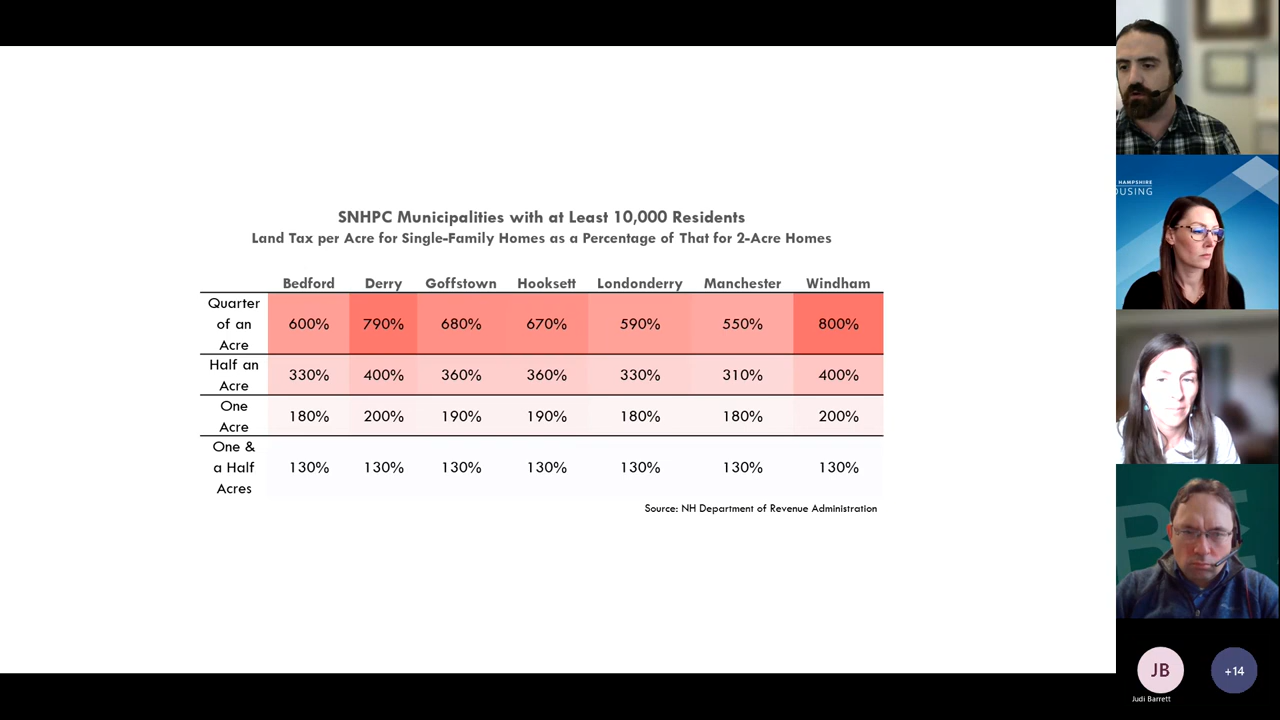 SNHPC Municipalities with at Least 10,000 Residents
Land Tax per Acre for Single-Family Homes as a Percentage of That for 2-Acre Homes
Bedford Derry Goffstown Hooksett Londonderry Manchester Windham
Quarter
of an
Acre
600% 790% 680% 670% 590% 550% 800%
Half an
Acre
330% 400% 360% 360% 330% 310% 400%
One
Acre
180% 200% 190% 190% 180% 180% 200%
One &
a Half
Acres
130% 130% 130% 130% 130% 130% 130%
Source: NH Department of Revenue Administration
HAMPSHIRE
OUSING
JB
Judi Barrett
+14